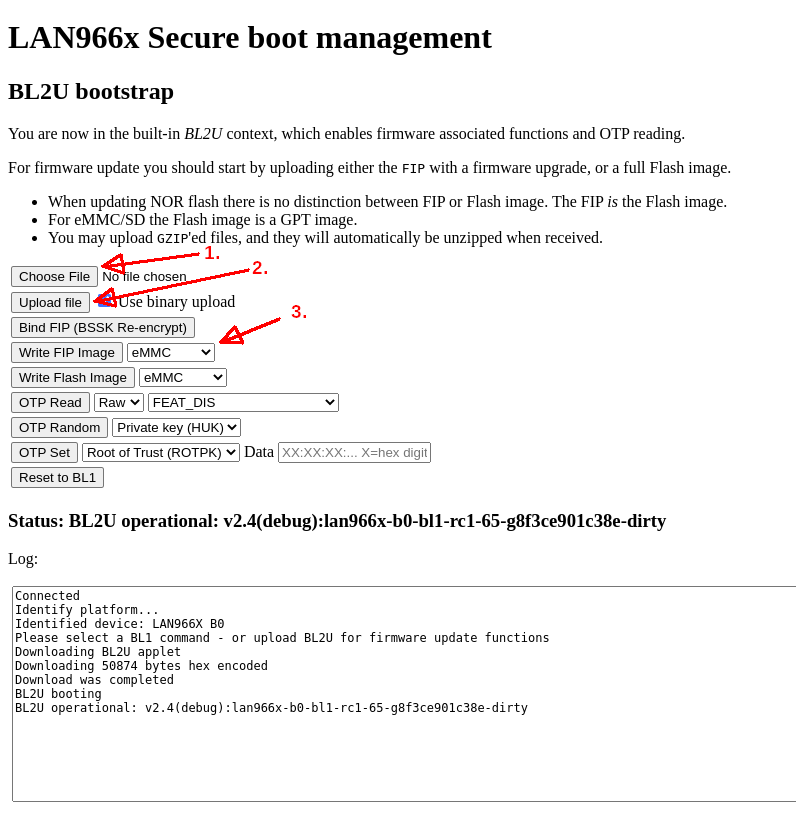 LAN966x Secure boot management
BL2U bootstrap
You are now in the built-in BL2U context, which enables firmware associated functions and OTP reading.
For firmware update you should start by uploading either the FIP with a firmware upgrade, or a full Flash image.
• When updating NOR flash there is no distinction between FIP or Flash image. The FIP is the Flash image.
• For eMMC/SD the Flash image is a GPT image.
• You may upload GZIP'ed files, and they will automatically be unzipped when received.
1.
Choose File No file chosen
2.
Upload file Use binary upload
3.
Bind FIP (BSSK Re-encrypt)
Write FIP Image eMMC
Write Flash Image eMMC
OTP Read Raw FEAT_DIS
OTP Random Private key (HUK)
OTP Set Root of Trust (ROTPK) Data XX:XX:XX:... X=hex digit
Reset to BL1
Status: BL2U operational: v2.4(debug):lan966x-b0-bl1-rc1-65-g8f3ce901c38e-dirty
Log:
Connected
Identify platform...
Identified device: LAN966X B0
Please select a BL1 command - or upload BL2U for firmware update functions
Downloading BL2U applet
Downloading 50874 bytes hex encoded
Download was completed
BL2U booting
BL2U operational: v2.4(debug):lan966x-b0-bl1-rc1-65-g8f3ce901c38e-dirty